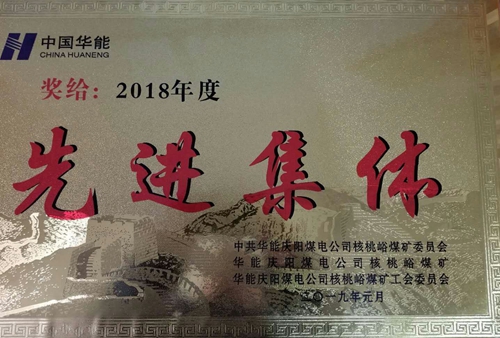 中国华能
CHINA HUANENG
奖给：2018年度
先进集体
中共华能庆阳煤电公司核桃峪煤矿委员会
华能庆阳煤电公司核桃峪煤矿
华能庆阳煤电公司核桃峪煤矿工会委员会
二〇一九年元月